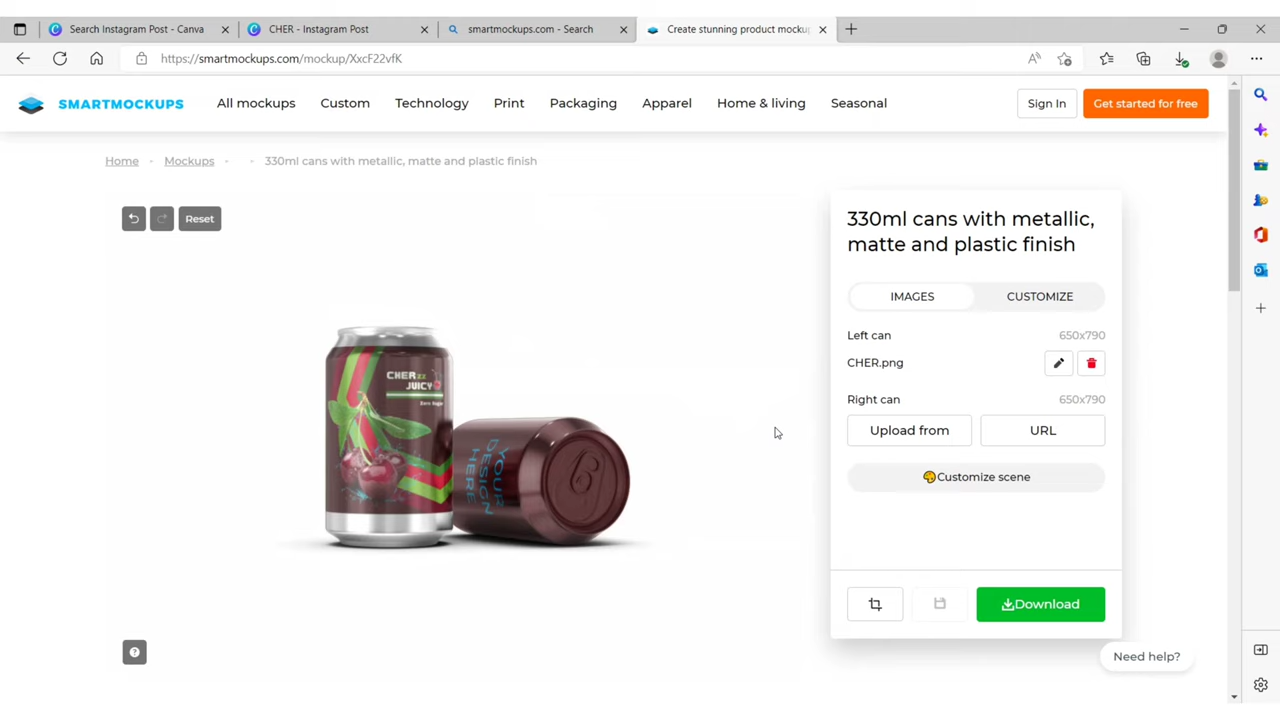 Search Instagram Post - Canva
CHER - Instagram Post
smartmockups.com - Search
Create stunning product mockup
https://smartmockups.com/mockup/XxcF22vfK
SMARTMOCKUPS
All mockups
Custom
Technology
Print
Packaging
Apparel
Home & living
Seasonal
Sign In
Get started for free
Home
Mockups
330ml cans with metallic, matte and plastic finish
Reset
330ml cans with metallic,
matte and plastic finish
IMAGES
CUSTOMIZE
Left can
650x790
CHER.png
Right can
650x790
Upload from
URL
Customize scene
Download
Need help?
CHERzz
JUICY
Zero Sugar
YOUR
DESIGN
HERE